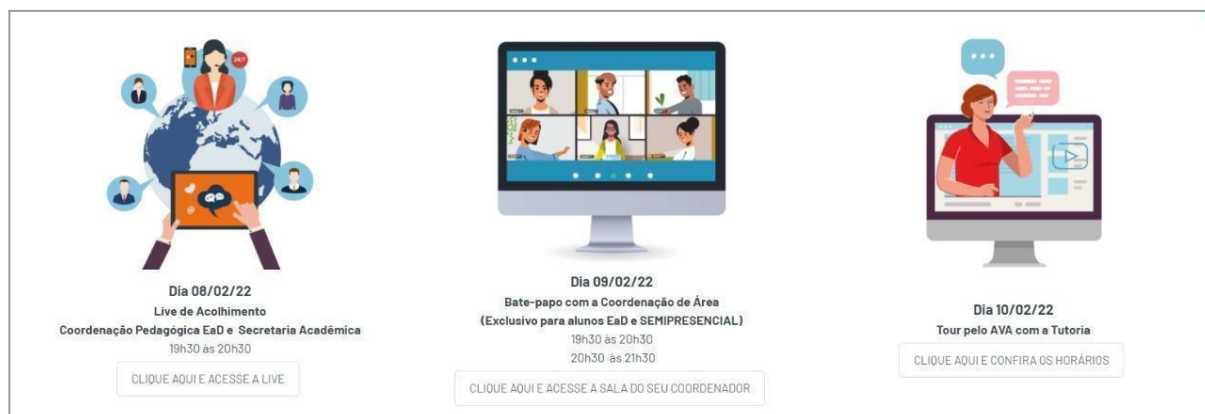 24/7
Dia 08/02/22
Live de Acolhimento
Coordenação Pedagógica EaD e Secretaria Acadêmica
19h30 às 20h30
CLIQUE AQUI E ACESSE A LIVE
Dia 09/02/22
Bate-papo com a Coordenação de Área
(Exclusivo para alunos EaD e SEMIPRESENCIAL)
19h30 às 20h30
20h30 às 21h30
CLIQUE AQUI E ACESSE A SALA DO SEU COORDENADOR
Dia 10/02/22
Tour pelo AVA com a Tutoria
CLIQUE AQUI E CONFIRA OS HORÁRIOS